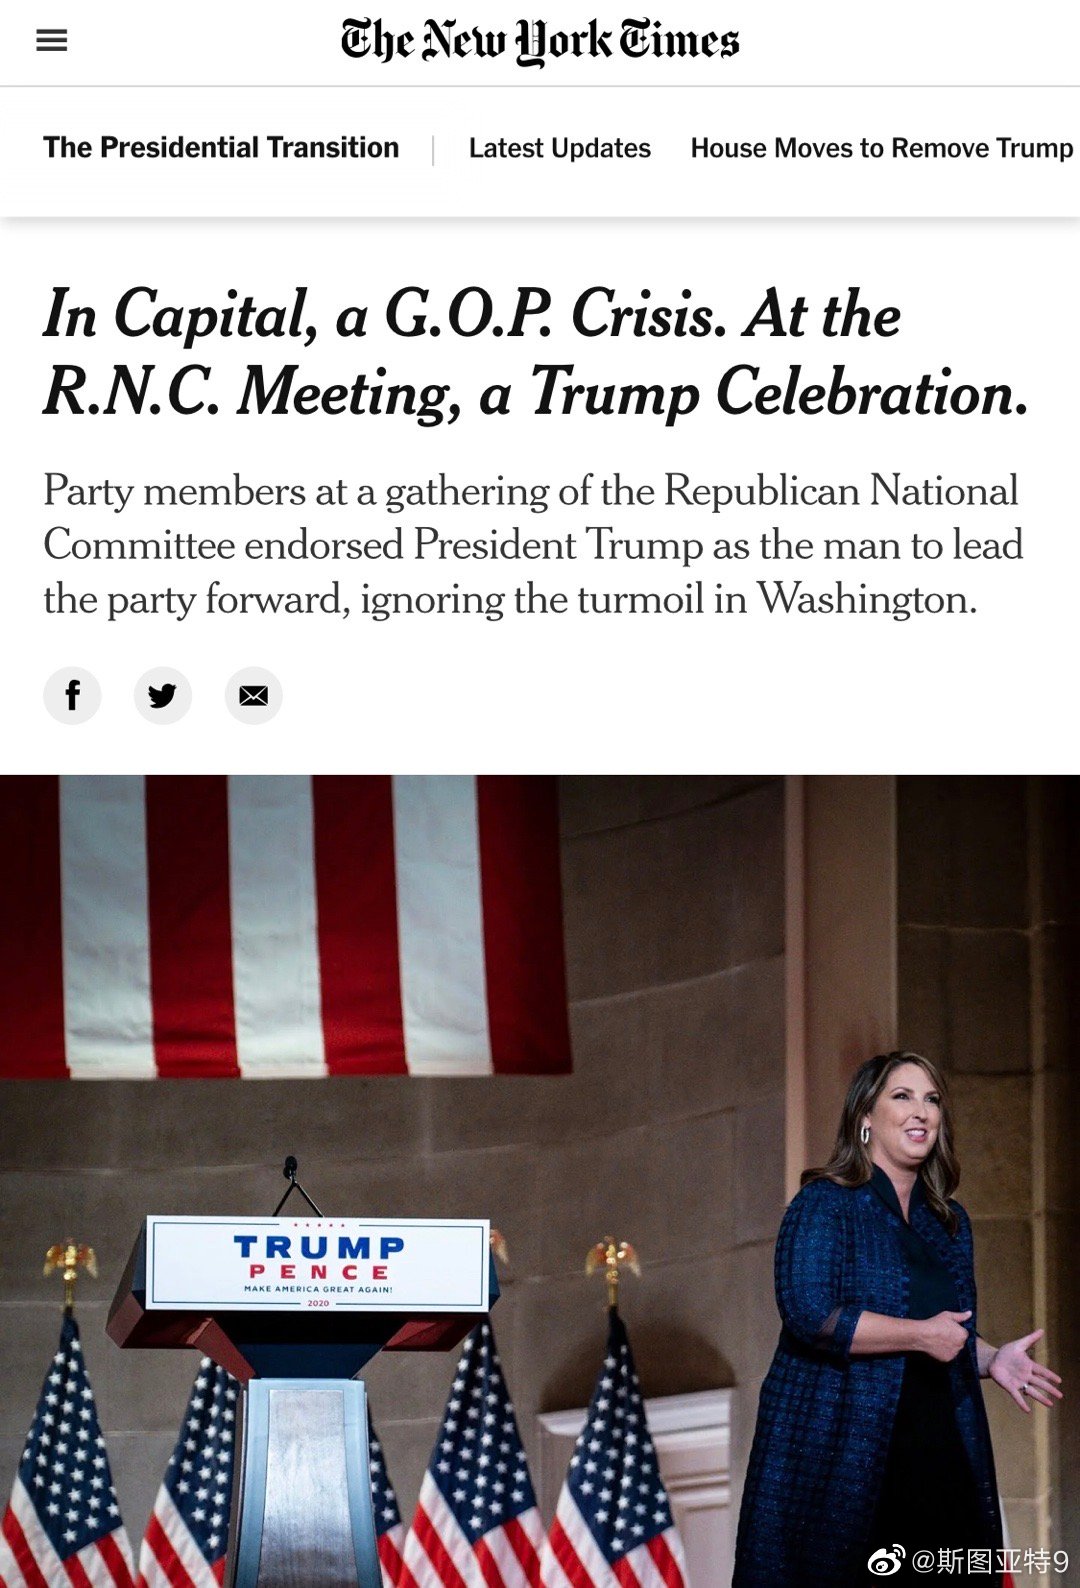 The New York Times
The Presidential Transition
Latest Updates
House Moves to Remove Trump
In Capital, a G.O.P. Crisis. At the
R.N.C. Meeting, a Trump Celebration.
Party members at a gathering of the Republican National
Committee endorsed President Trump as the man to lead
the party forward, ignoring the turmoil in Washington.
TRUMP
PENCE
MAKE AMERICA GREAT AGAIN!
2020
@斯图亚特9